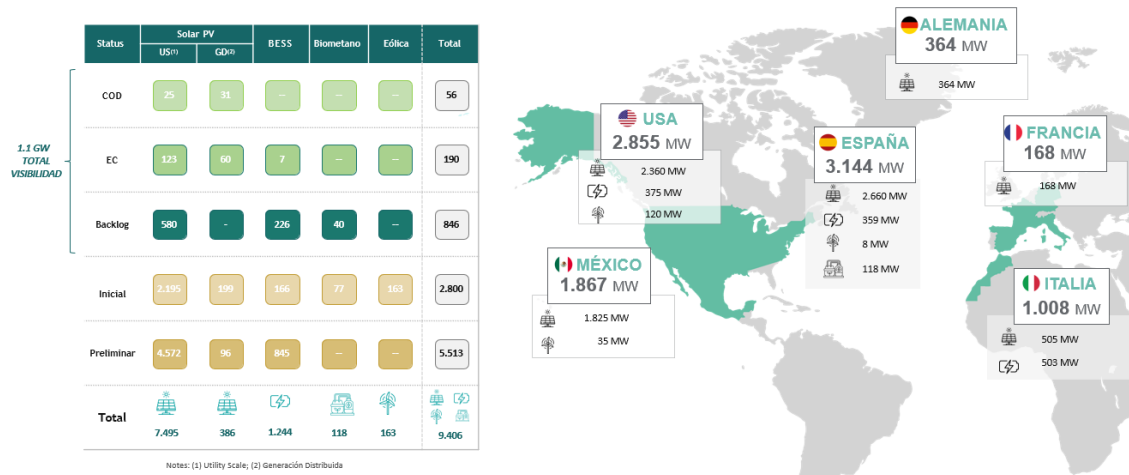 Status
Solar PV
US(1)
GD(2)
BESS
Biometano
Eólica
Total
1.1 GW
TOTAL
VISIBILIDAD
COD
25
31
--
--
--
56
EC
123
60
7
--
--
190
Backlog
580
-
226
40
--
846
Inicial
2.195
199
166
77
163
2.800
Preliminar
4.572
96
845
--
--
5.513
Total
7.495
386
1.244
118
163
9.406
Notes: (1) Utility Scale; (2) Generación Distribuida
ALEMANIA
364 MW
364 MW
USA
2.855 MW
2.360 MW
375 MW
120 MW
ESPAÑA
3.144 MW
2.660 MW
359 MW
8 MW
118 MW
FRANCIA
168 MW
168 MW
MÉXICO
1.867 MW
1.825 MW
35 MW
ITALIA
1.008 MW
505 MW
503 MW